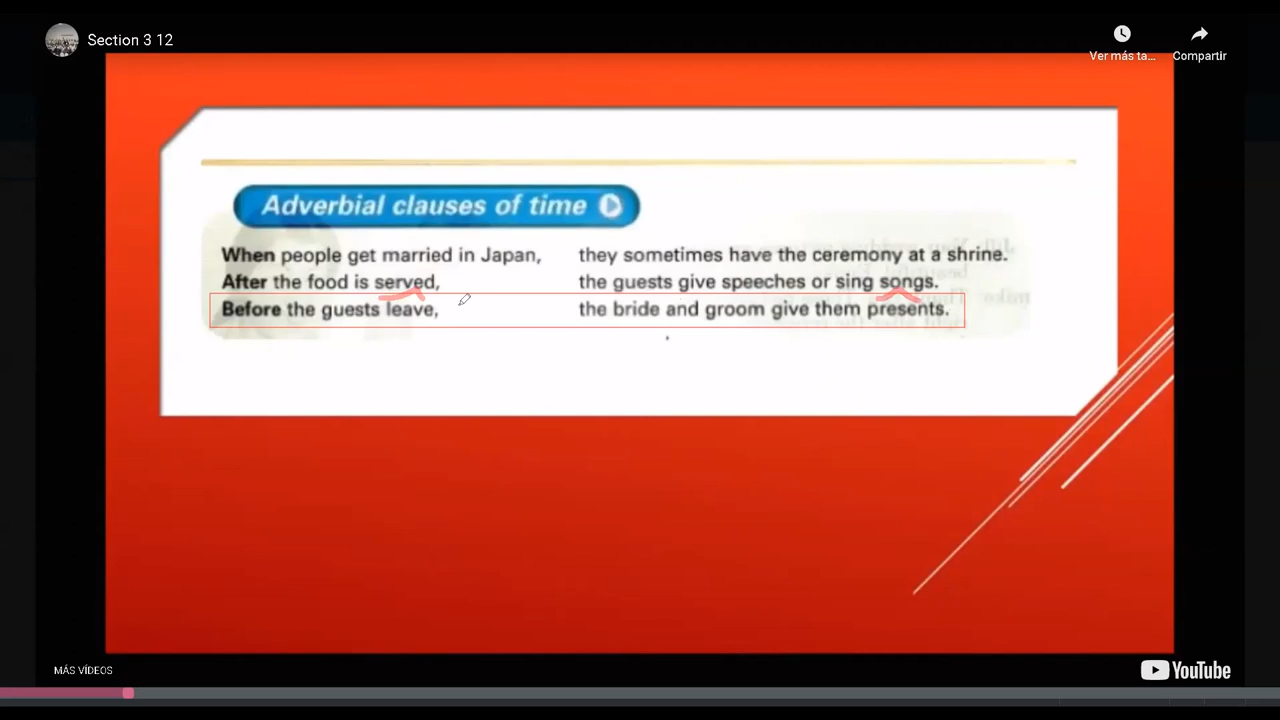 Section 3 12
Ver más ta...
Compartir
Adverbial clauses of time
When people get married in Japan, they sometimes have the ceremony at a shrine.
After the food is served, the guests give speeches or sing songs.
Before the guests leave, the bride and groom give them presents.
MÁS VÍDEOS
YouTube